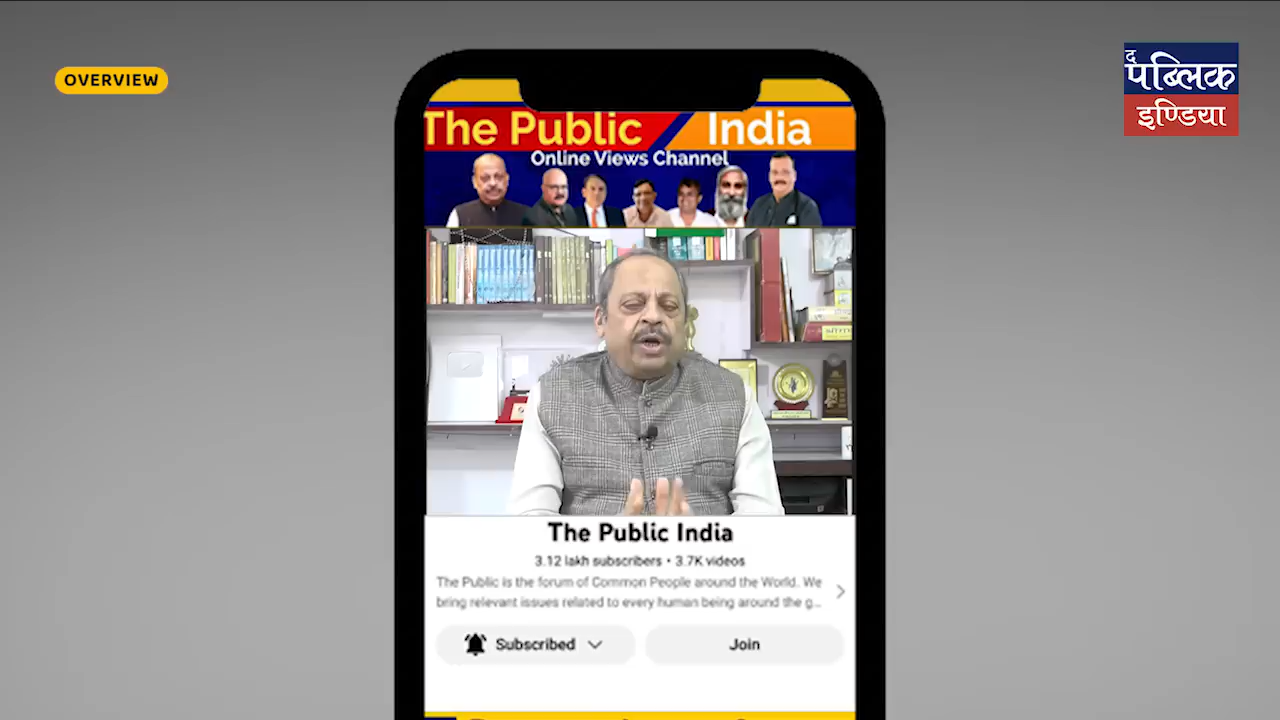 OVERVIEW
द
पब्लिक
इण्डिया
The Public India
Online Views Channel
The Public India
3.12 lakh subscribers • 3.7K videos
The Public is the forum of Common People around the World. We
bring relevant issues related to every human being around the g...
Subscribed
Join